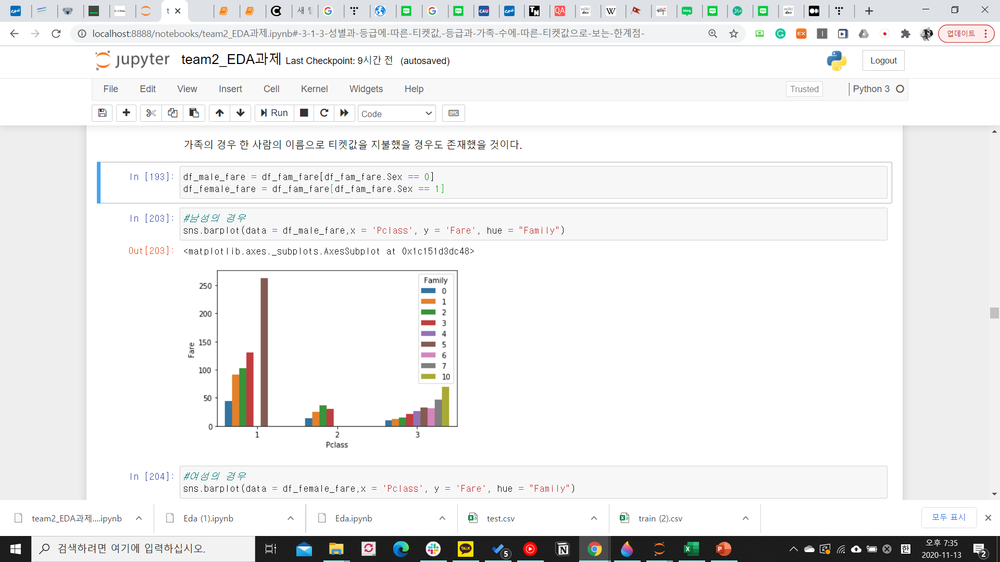 t
새 탭
localhost:8888/notebooks/team2_EDA과제.ipynb#-3-1-3-성별과-등급에-따른-티켓값,-등급과-가족-수에-따른-티켓값으로-보는-한계점-
업데이트
jupyter team2_EDA과제 Last Checkpoint: 9시간 전 (autosaved)
Logout
File Edit View Insert Cell Kernel Widgets Help
Trusted Python 3
Run Code
가족의 경우 한 사람의 이름으로 티켓값을 지불했을 경우도 존재했을 것이다.
In [193]: df_male_fare = df_fam_fare[df_fam_fare.Sex == 0]
df_female_fare = df_fam_fare[df_fam_fare.Sex == 1]
In [203]: #남성의 경우
sns.barplot(data = df_male_fare,x = 'Pclass', y = 'Fare', hue = "Family")
Out[203]: <matplotlib.axes._subplots.AxesSubplot at 0x1c151d3dc48>
Family
0
1
2
3
4
5
6
7
10
250
200
150
100
50
0
Fare
1 2 3
Pclass
In [204]: #여성의 경우
sns.barplot(data = df_female_fare,x = 'Pclass', y = 'Fare', hue = "Family")
team2_EDA과제....ipynb Eda (1).ipynb Eda.ipynb test.csv train (2).csv 모두 표시
검색하려면 여기에 입력하십시오.
TALK
5
한
오후 7:35
2020-11-13
2